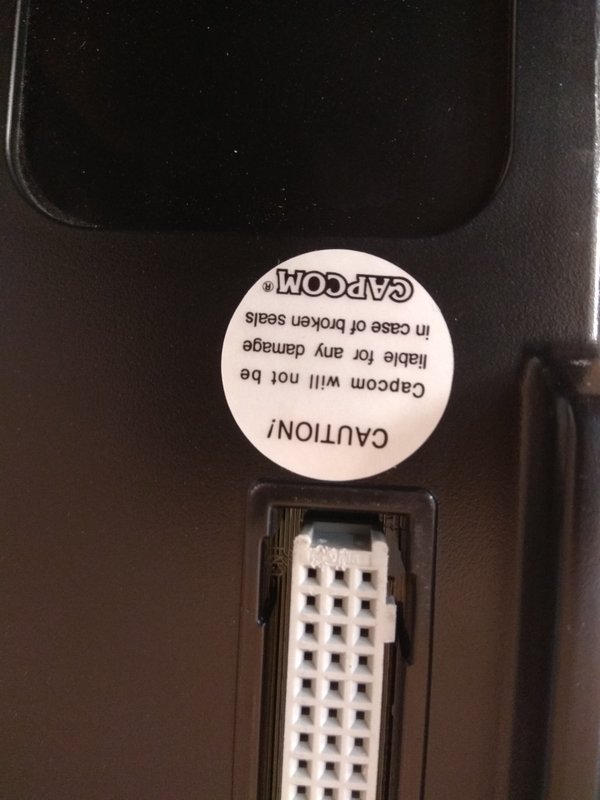 CAUTION!
Capcom will not be
liable for any damage
in case of broken seals
CAPCOM®